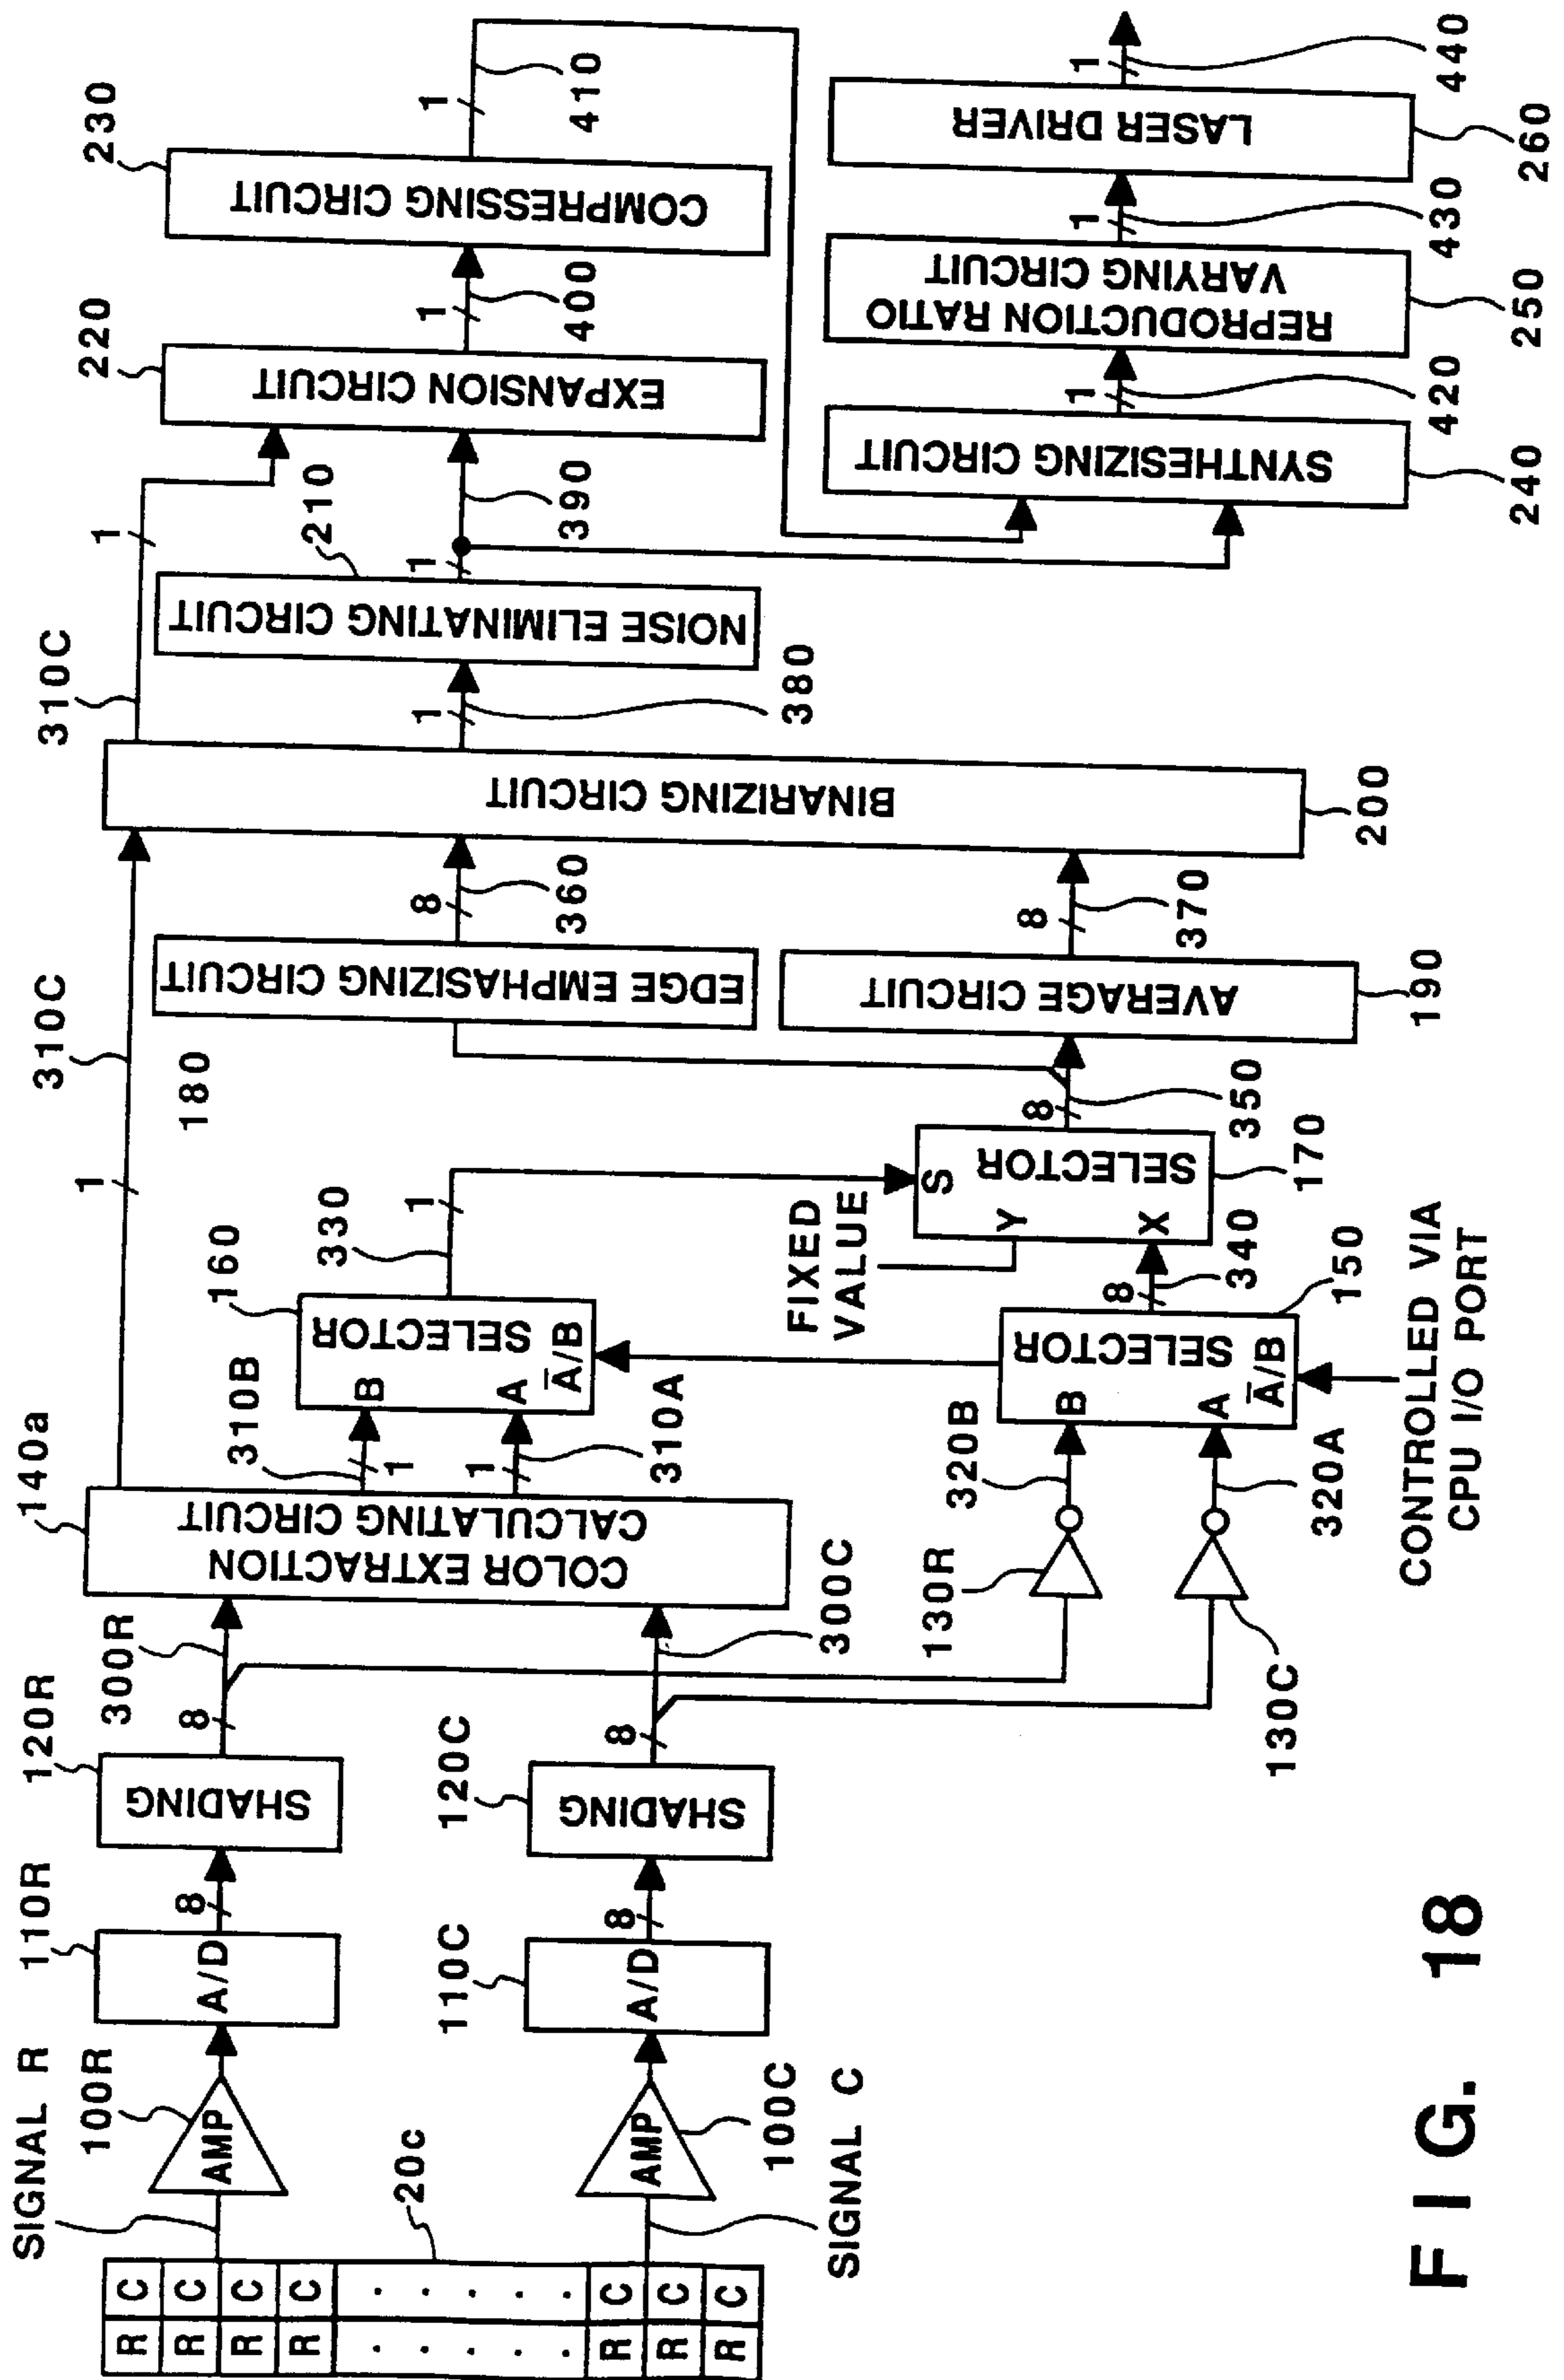 SIGNAL R
100R
AMP
110R
A/D
8
120R
SHADING
8
300R
140a
COLOR EXTRACTION
CALCULATING CIRCUIT
1
310C
180
310C
1
R C
R C
R C
R C
. .
. .
. .
. .
. .
R C
R C
R C
20c
AMP
100C
SIGNAL C
110C
A/D
8
120C
SHADING
8
300C
310B
1
1
310A
160
B
A
A̅/B
SELECTOR
330
1
FIXED
VALUE
130R
130C
320B
320A
B
A
A̅/B
SELECTOR
150
CONTROLLED VIA
CPU I/O PORT
8
340
S
Y
X
SELECTOR
170
8
350
EDGE EMPHASIZING CIRCUIT
8
360
AVERAGE CIRCUIT
190
8
370
BINARIZING CIRCUIT
200
1
380
NOISE ELIMINATING CIRCUIT
210
1
390
EXPANSION CIRCUIT
220
1
400
COMPRESSING CIRCUIT
230
1
410
SYNTHESIZING CIRCUIT
240
1
420
REPRODUCTION RATIO
VARYING CIRCUIT
250
1
430
LASER DRIVER
260
1
440
FIG. 18